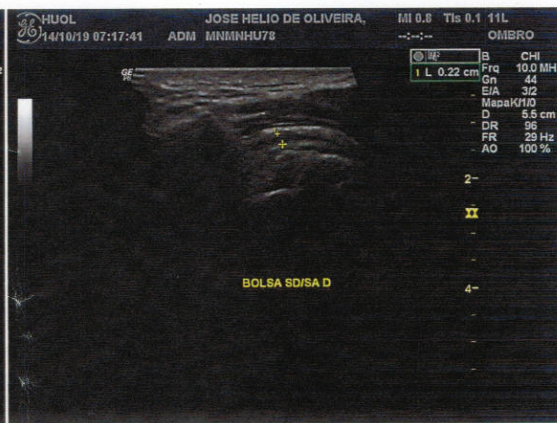 HUOL JOSE HELIO DE OLIVEIRA, MI 0.8 TIs 0.1 11L
14/10/19 07:17:41 ADM MNMNHU78 --:--:-- OMBRO
1 L 0.22 cm
B CHI
Frq 10.0 MH
Gn 44
E/A 3/2
MapaK/1/0
D 5.5 cm
DR 96
FR 29 Hz
AO 100 %
GE
2
BOLSA SD/SA D
4